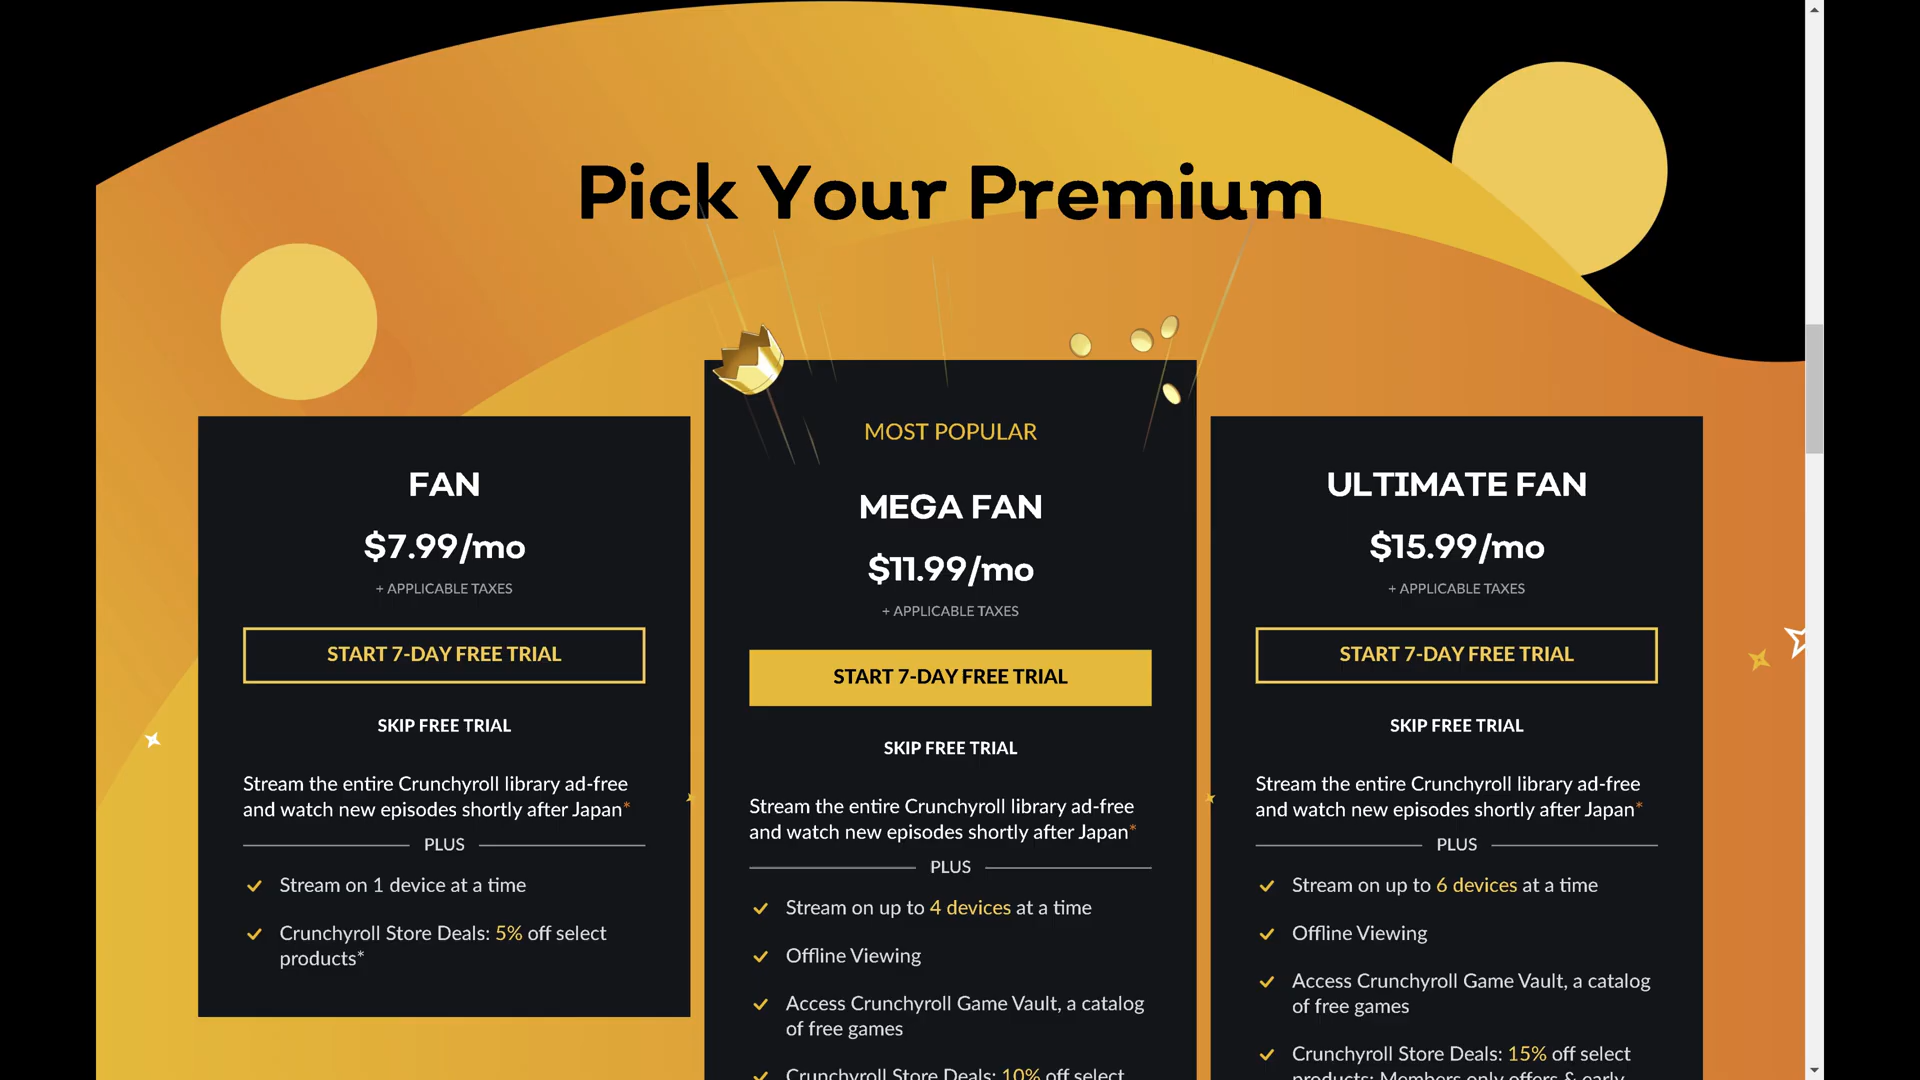 Pick Your Premium
FAN
$7.99/mo
+ APPLICABLE TAXES
START 7-DAY FREE TRIAL
SKIP FREE TRIAL
Stream the entire Crunchyroll library ad-free
and watch new episodes shortly after Japan*
PLUS
Stream on 1 device at a time
Crunchyroll Store Deals: 5% off select
products*
MOST POPULAR
MEGA FAN
$11.99/mo
+ APPLICABLE TAXES
START 7-DAY FREE TRIAL
SKIP FREE TRIAL
Stream the entire Crunchyroll library ad-free
and watch new episodes shortly after Japan*
PLUS
Stream on up to 4 devices at a time
Offline Viewing
Access Crunchyroll Game Vault, a catalog
of free games
Crunchyroll Store Deals: 10% off select
ULTIMATE FAN
$15.99/mo
+ APPLICABLE TAXES
START 7-DAY FREE TRIAL
SKIP FREE TRIAL
Stream the entire Crunchyroll library ad-free
and watch new episodes shortly after Japan*
PLUS
Stream on up to 6 devices at a time
Offline Viewing
Access Crunchyroll Game Vault, a catalog
of free games
Crunchyroll Store Deals: 15% off select
products; Members only offers & early